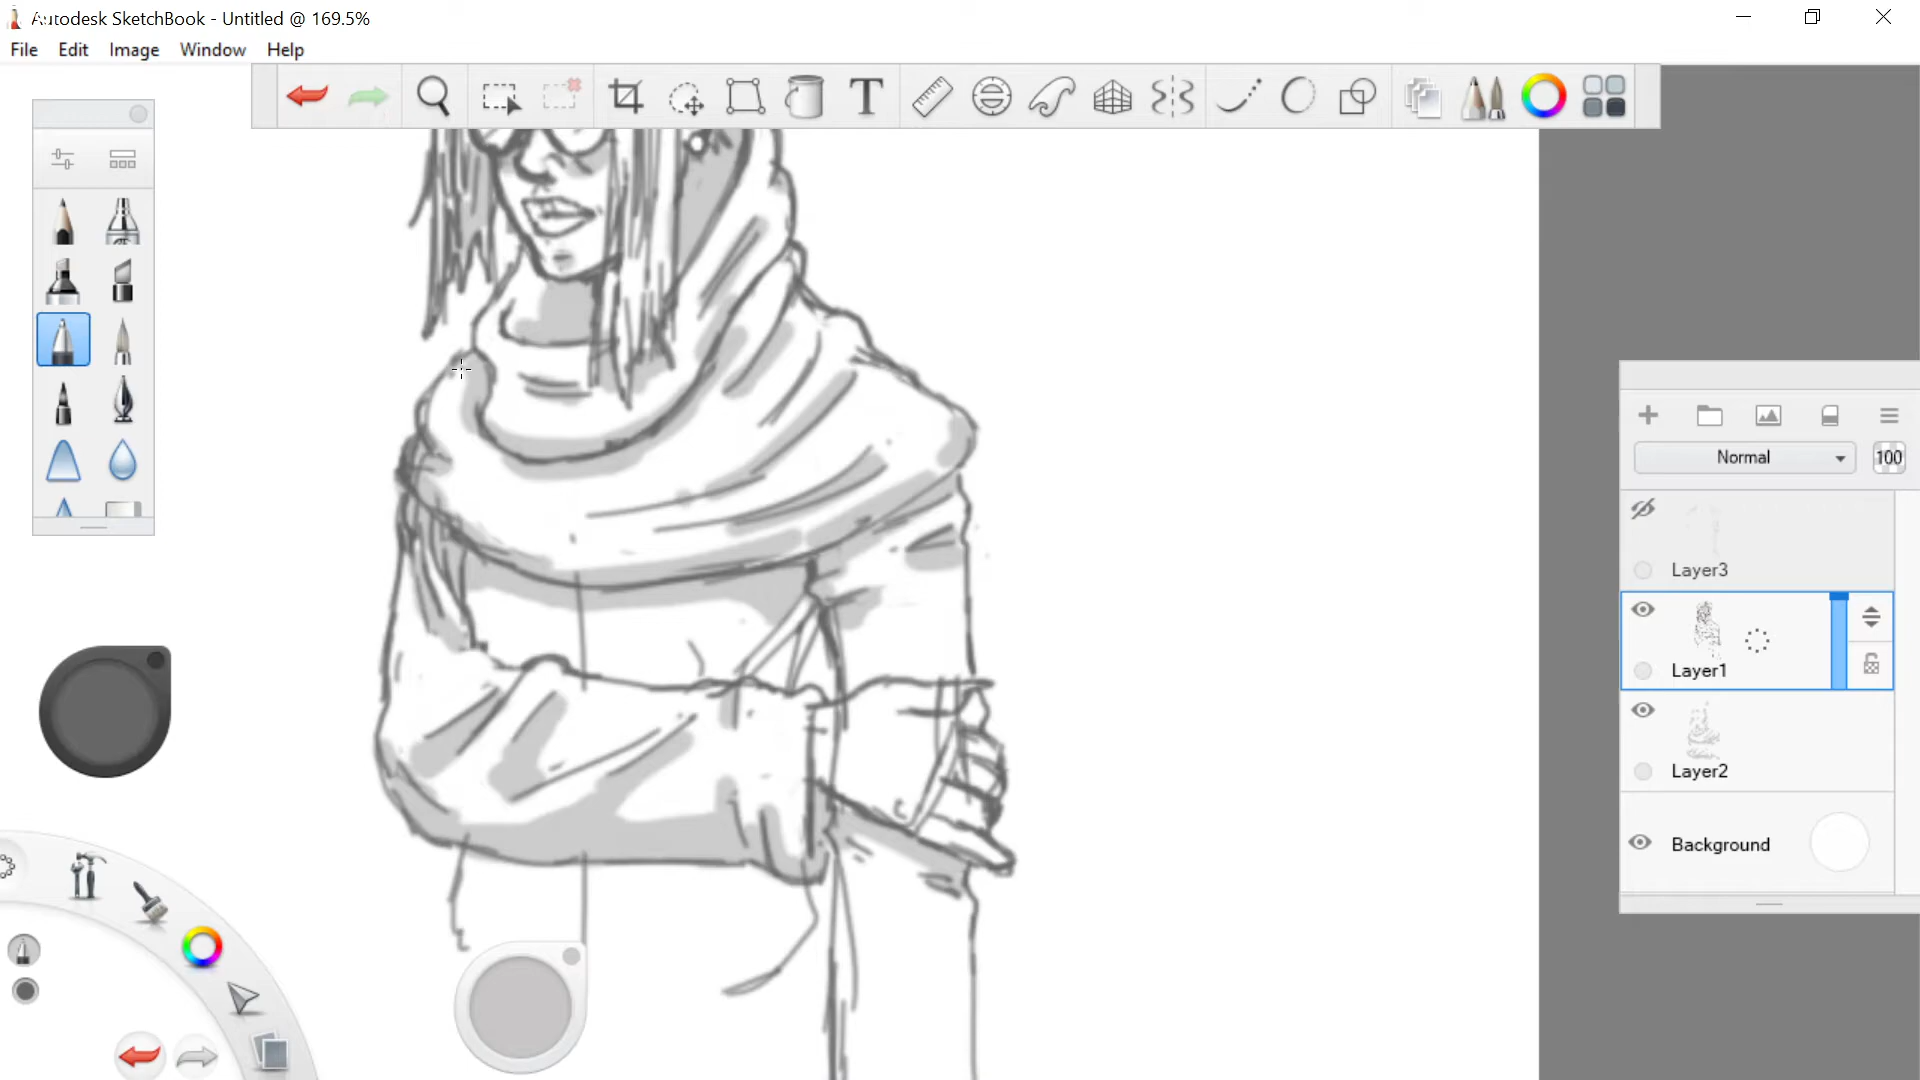 Autodesk SketchBook - Untitled @ 169.5%
File Edit Image Window Help
Normal 100
Layer3
Layer1
Layer2
Background